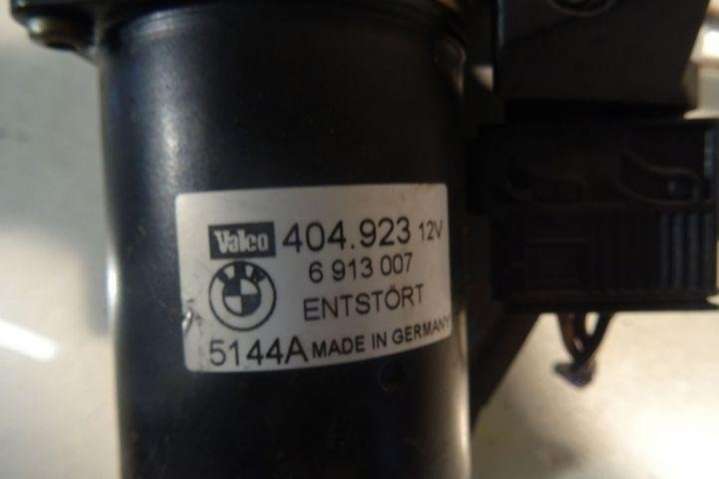 Valeo 404.923 12V
6 913 007
ENTSTÖRT
5144A MADE IN GERMANY